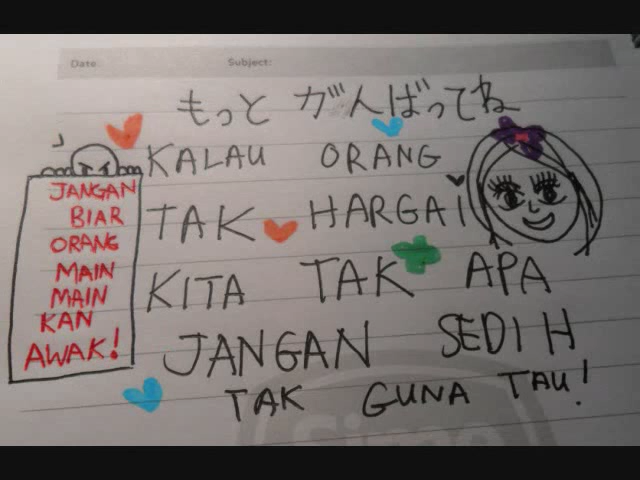 Date: Subject:
もっと がんばってね
KALAU ORANG
TAK HARGAI
KITA TAK APA
JANGAN SEDIH
TAK GUNA TAU!
JANGAN
BIAR
ORANG
MAIN
MAIN
KAN
AWAK!